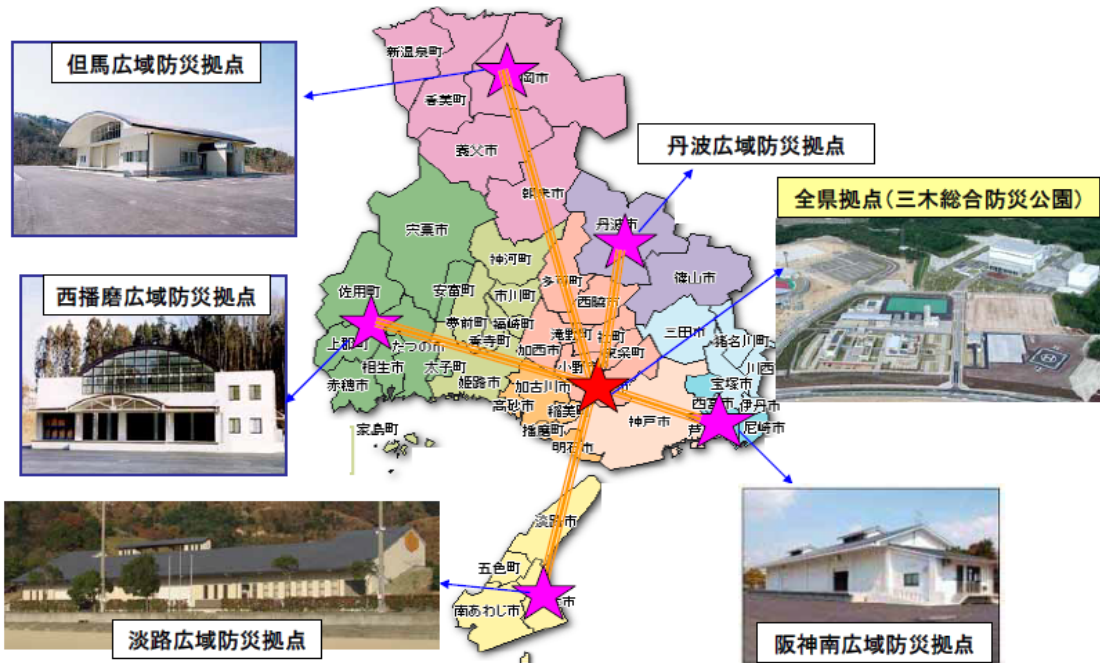 但馬広域防災拠点
丹波広域防災拠点
全県拠点(三木総合防災公園)
西播磨広域防災拠点
淡路広域防災拠点
阪神南広域防災拠点
新温泉町
岡市
香美町
養父市
朝来市
宍粟市
丹波市
神河町
多可町
篠山市
佐用町
安富町
市川町
西脇市
夢前町
福崎町
滝野町
社町
三田市
猪名川町
上郡町
たつの市
香寺町
加西市
小野市
東条町
川西
相生市
太子町
姫路市
加古川市
市
宝塚市
赤穂市
高砂市
稲美町
神戸市
西宮市
伊丹市
家島町
播磨町
芦
尼崎市
明石市
淡路市
五色町
南あわじ市
市